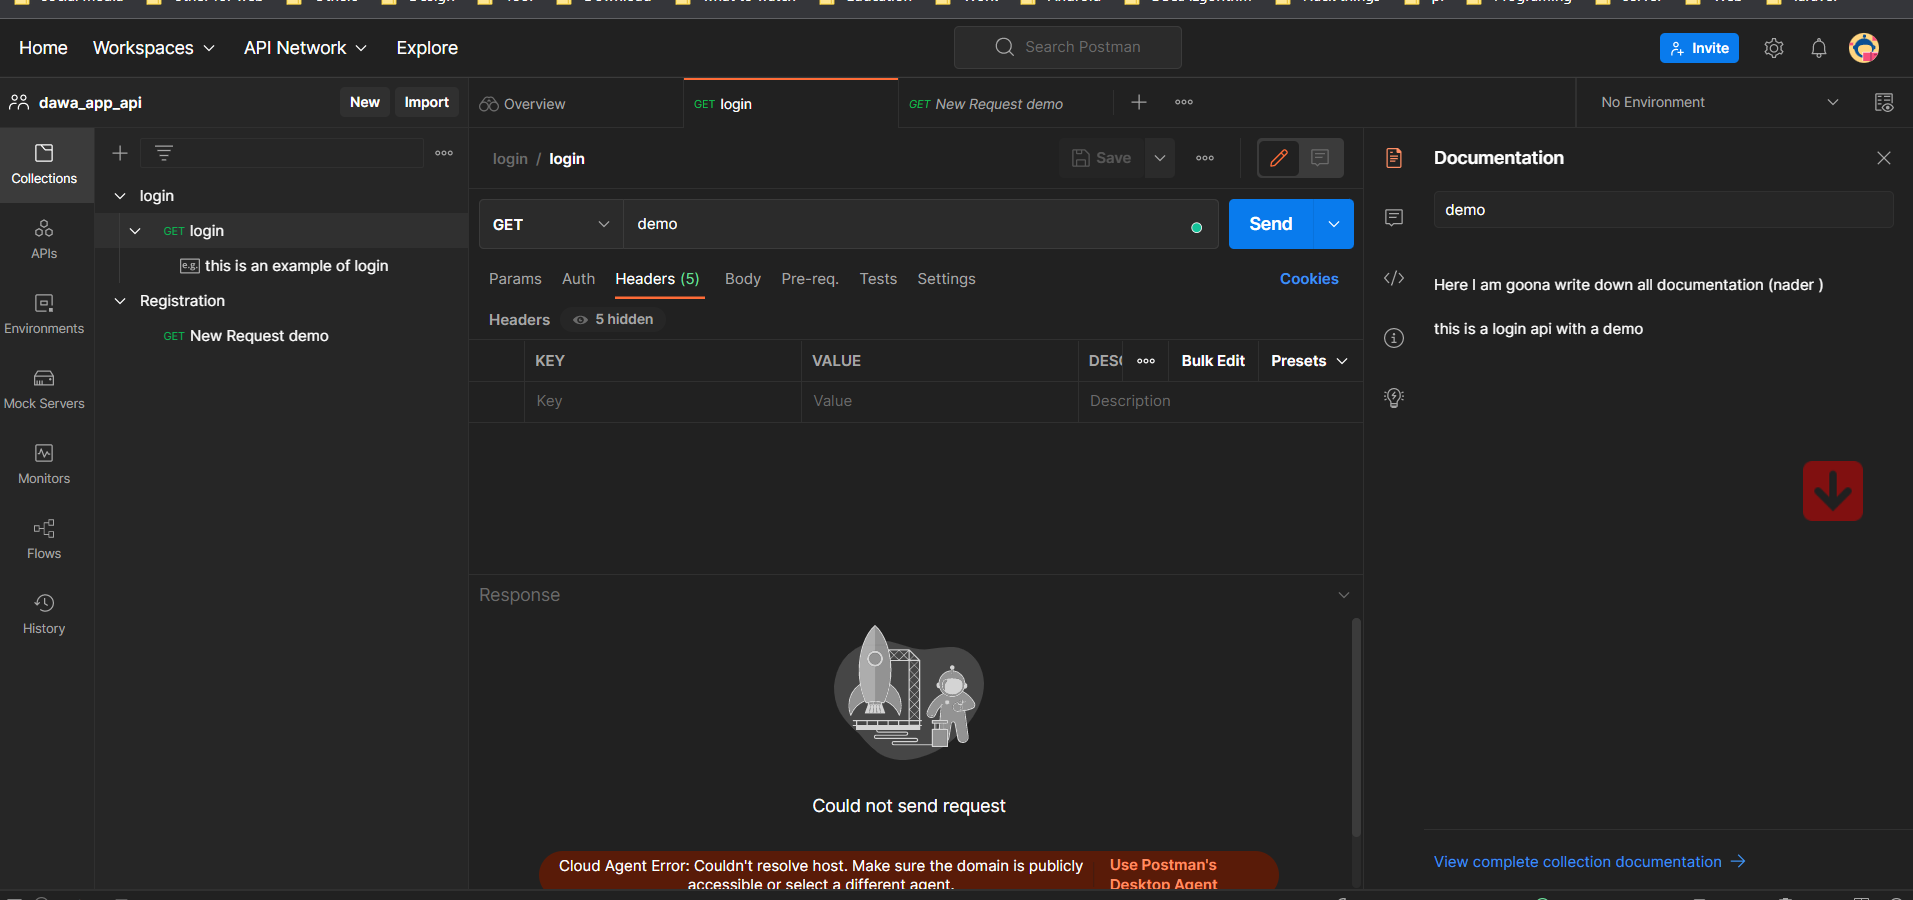 Home Workspaces API Network Explore Search Postman Invite
dawa_app_api New Import Overview GET login GET New Request demo No Environment
Collections
APIs
Environments
Mock Servers
Monitors
Flows
History
login
GET login
e.g. this is an example of login
Registration
GET New Request demo
login / login Save
GET demo Send
Params Auth Headers (5) Body Pre-req. Tests Settings Cookies
Headers 5 hidden
KEY VALUE Bulk Edit Presets
Key Value Description
Response
Could not send request
Cloud Agent Error: Couldn't resolve host. Make sure the domain is publicly
accessible or select a different agent.
Use Postman's
Desktop Agent
Documentation
demo
Here I am goona write down all documentation (nader )
this is a login api with a demo
View complete collection documentation